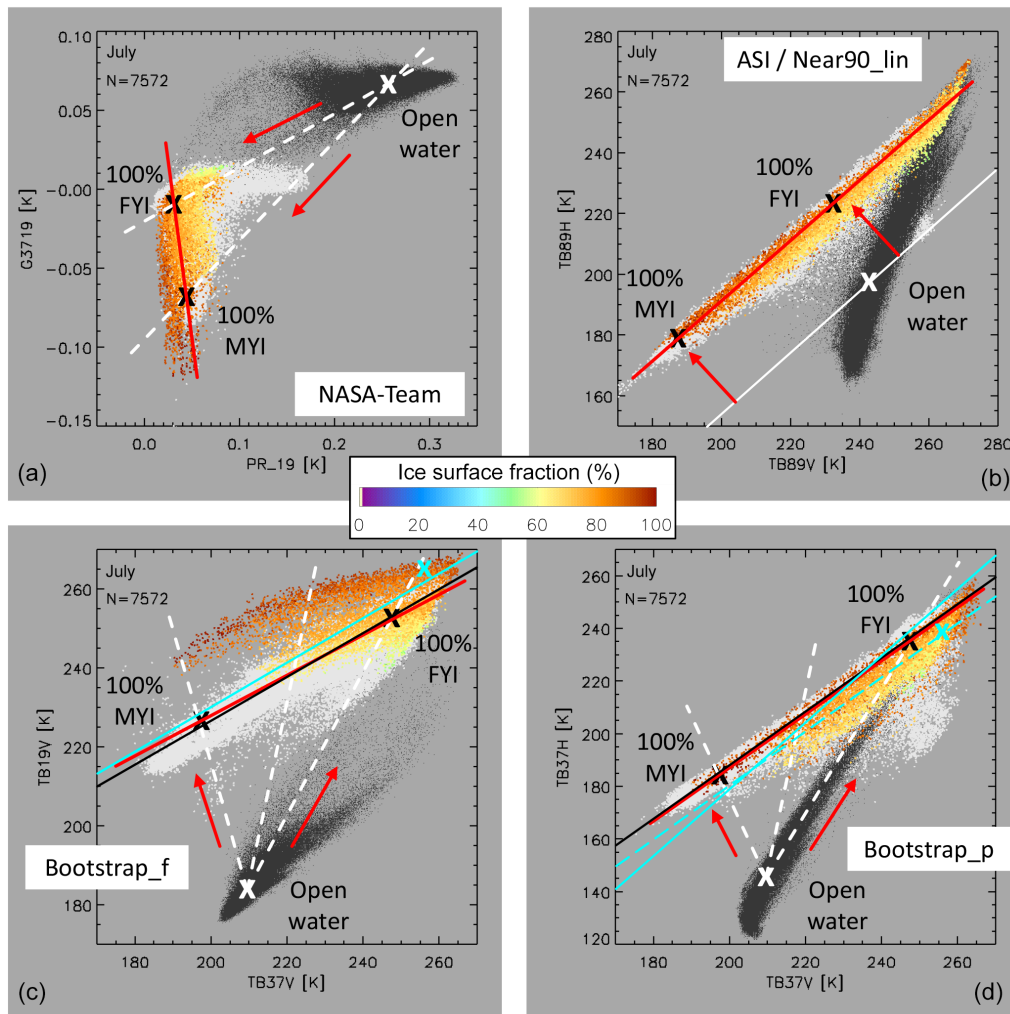 July
N=7572
0.10
0.05
-0.00
-0.05
-0.10
-0.15
G3719 [K]
100%
FYI
Open
water
X
X
X
100%
MYI
NASA-Team
0.0
0.1
0.2
0.3
PR_19 [K]
(a)
July
N=7572
ASI / Near90_lin
280
260
240
220
200
180
160
TB89H [K]
100%
FYI
X
100%
MYI
X
X
Open
water
180
200
220
240
260
280
TB89V [K]
(b)
Ice surface fraction (%)
0
20
40
60
80
100
July
N=7572
260
240
220
200
180
TB19V [K]
X
X
100%
FYI
100%
MYI
X
X
Bootstrap_f
Open
water
180
200
220
240
260
TB37V [K]
(c)
July
N=7572
260
240
220
200
180
160
140
120
TB37H [K]
100%
FYI
X
X
100%
MYI
X
X
Bootstrap_p
Open
water
180
200
220
240
260
TB37V [K]
(d)